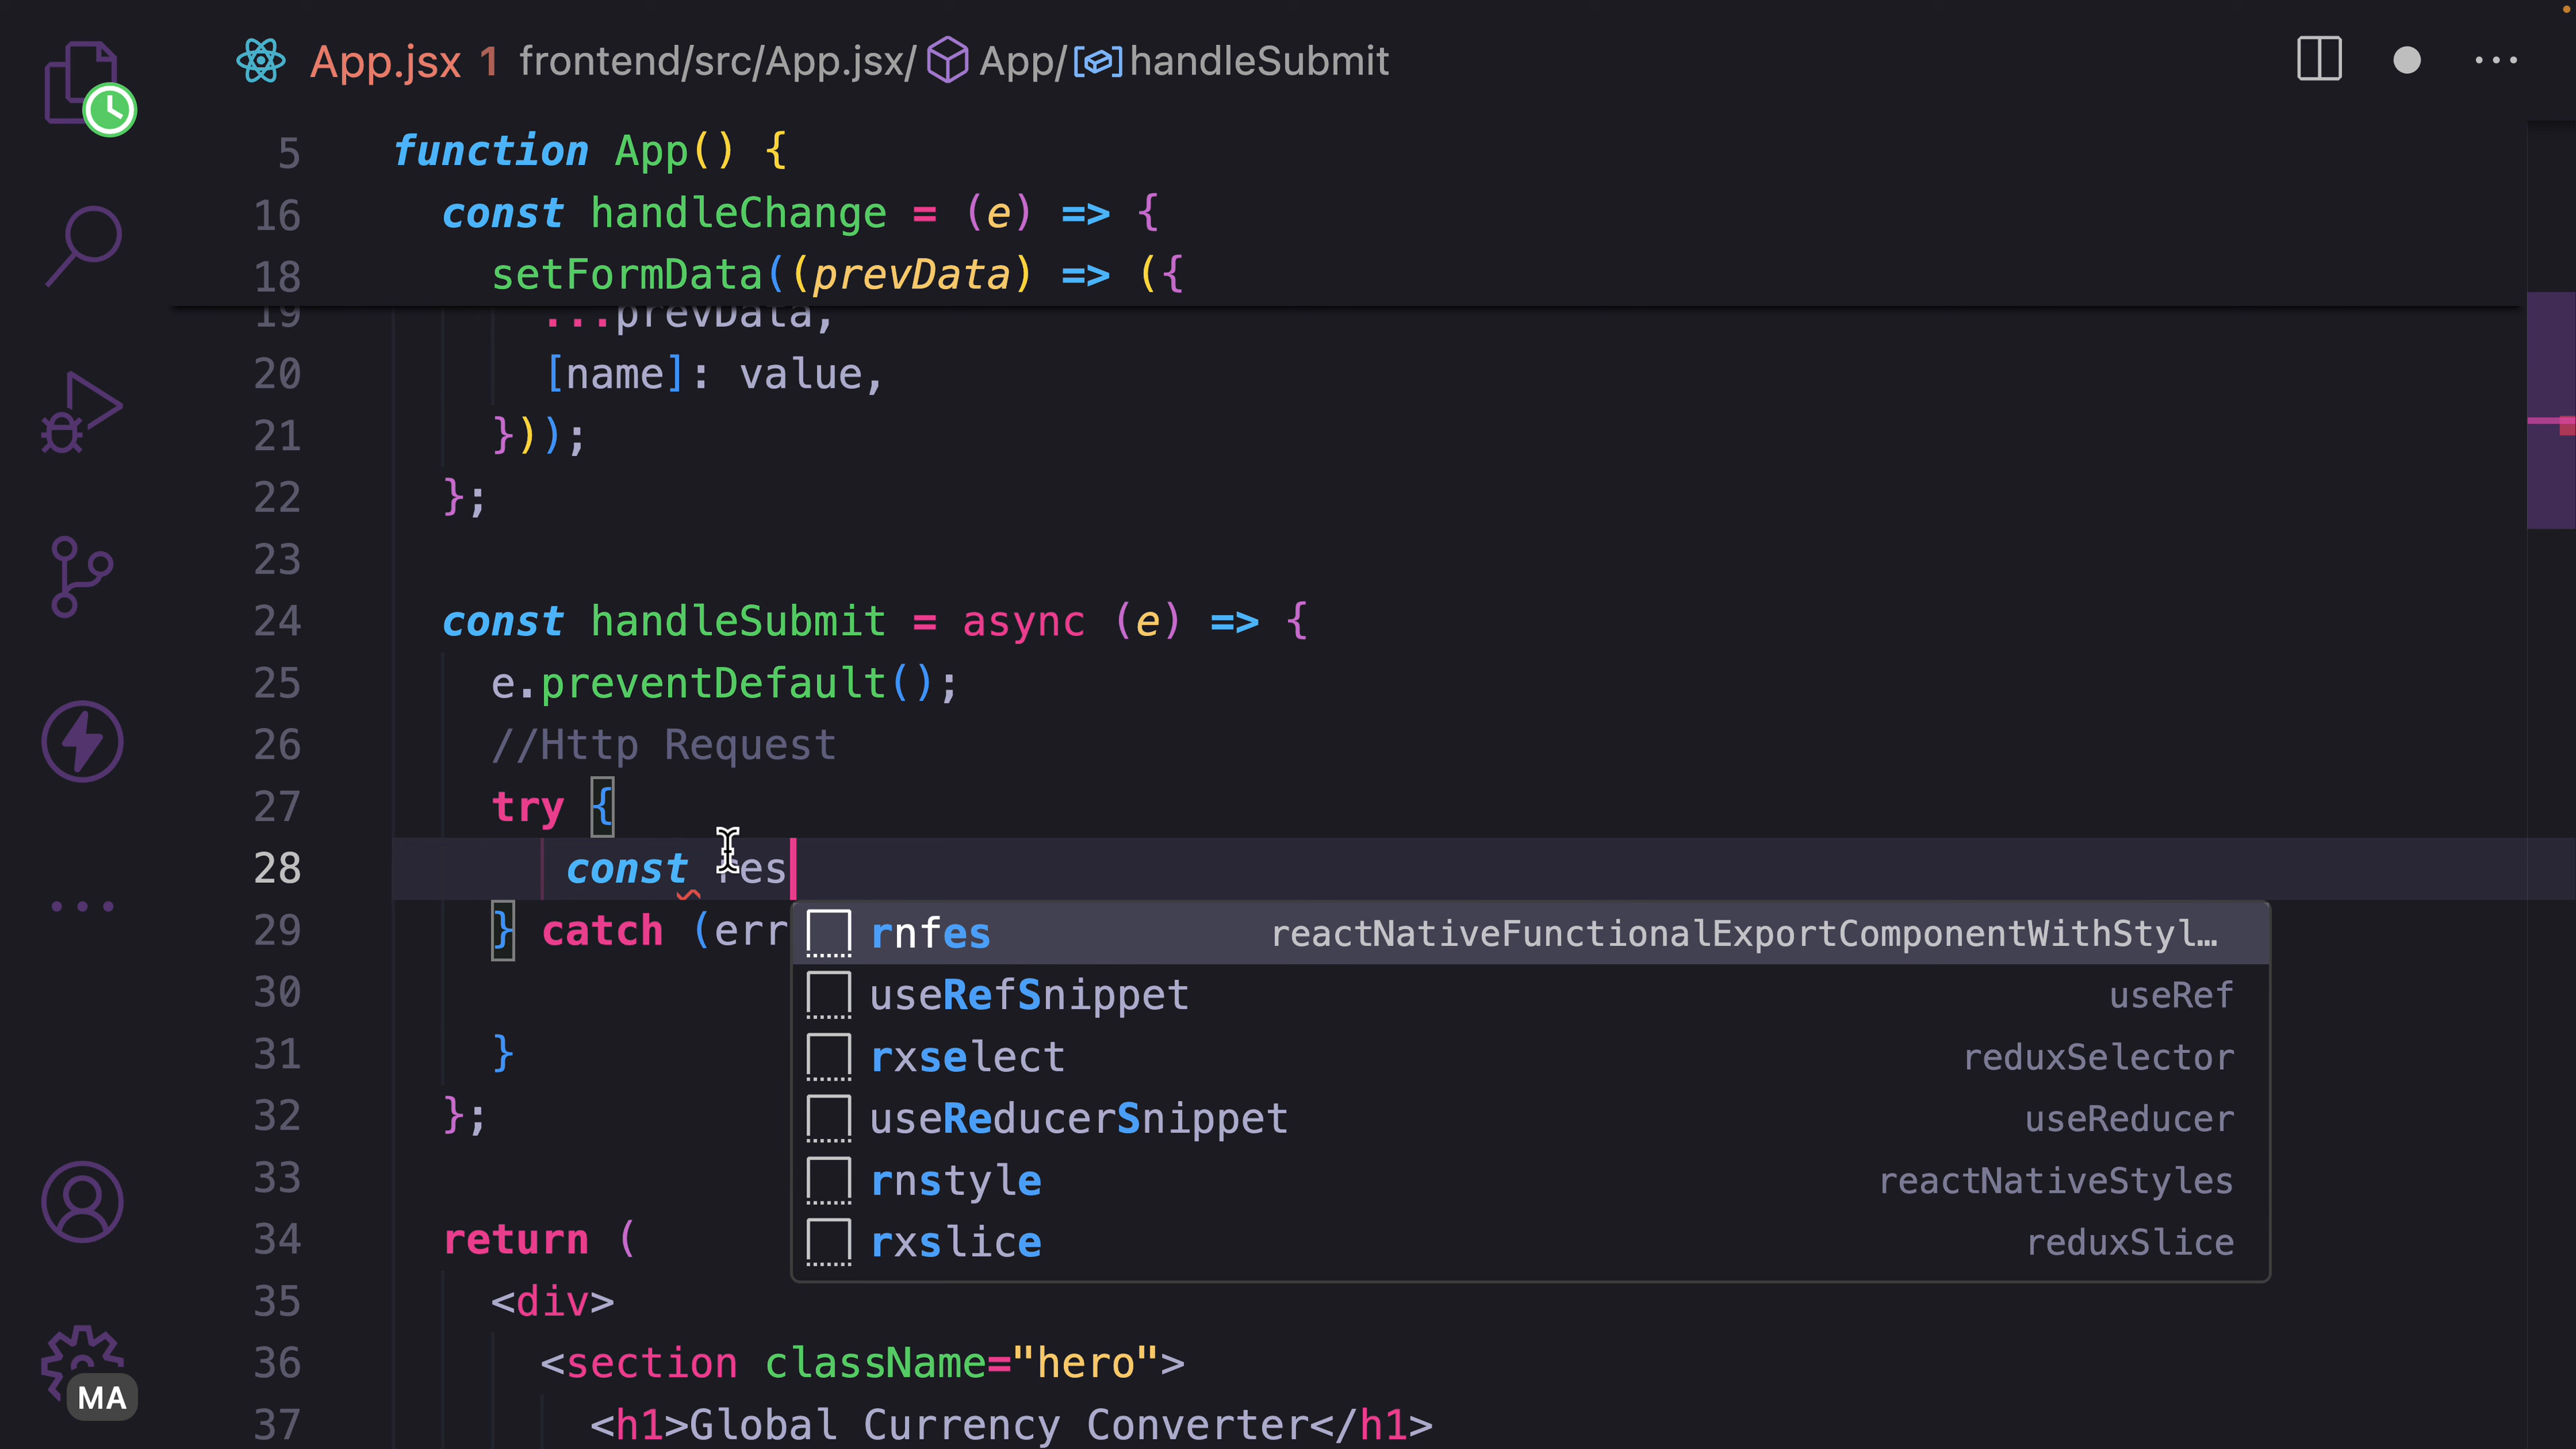 App.jsx 1 frontend/src/App.jsx/ App/ handleSubmit
5 function App() {
16 const handleChange = (e) => {
18 setFormData((prevData) => ({
19 ...prevData,
20 [name]: value,
21 }));
22 };
23
24 const handleSubmit = async (e) => {
25 e.preventDefault();
26 //Http Request
27 try {
28 const res
29 } catch (err
30
31 }
32 };
33
34 return (
35 <div>
36 <section className="hero">
37 <h1>Global Currency Converter</h1>
rnfes reactNativeFunctionalExportComponentWithStyl…
useRefSnippet useRef
rxselect reduxSelector
useReducerSnippet useReducer
rnstyle reactNativeStyles
rxslice reduxSlice
MA